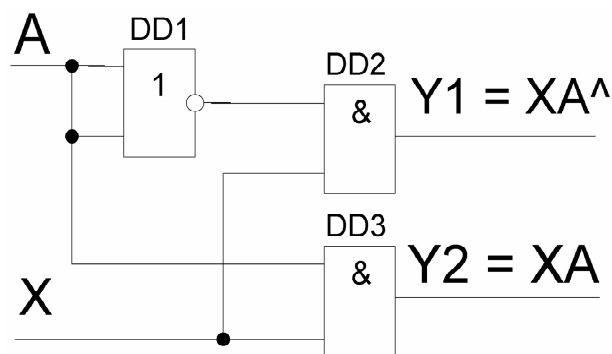 A
DD1
1
DD2
&
Y1 = XA^
DD3
&
Y2 = XA
X